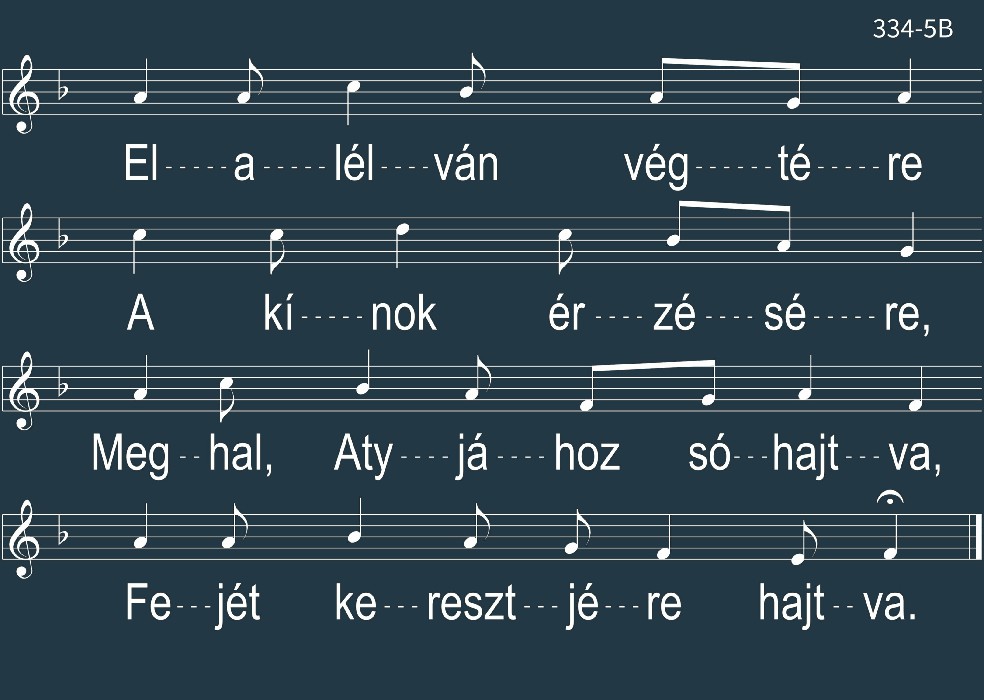 334-5B
El-----a-----lél----ván vég-----té-----re
A kí-----nok ér----zé----sé-----re,
Meg--hal, Aty----já----hoz só---hajt---va,
Fe---jét ke---reszt---jé---re hajt--va.